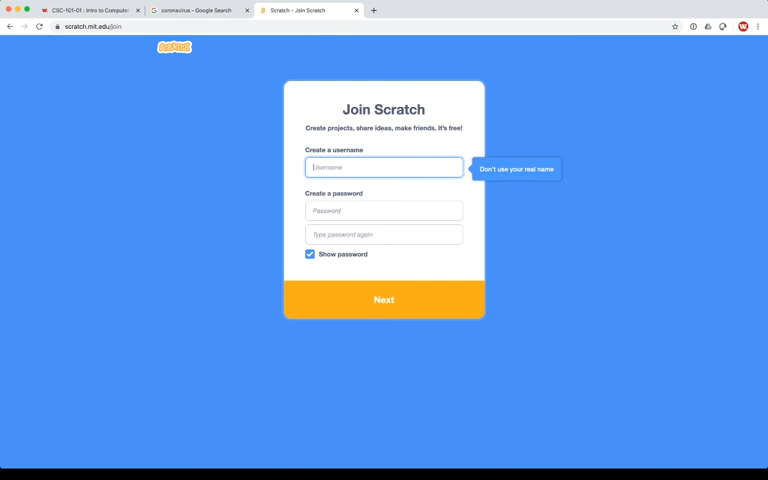 CSC-101-01 : Intro to Computer
coronavirus - Google Search
Scratch - Join Scratch
scratch.mit.edu/join
SCRATCH
Join Scratch
Create projects, share ideas, make friends. It's free!
Create a username
Username
Don't use your real name
Create a password
Password
Type password again
Show password
Next